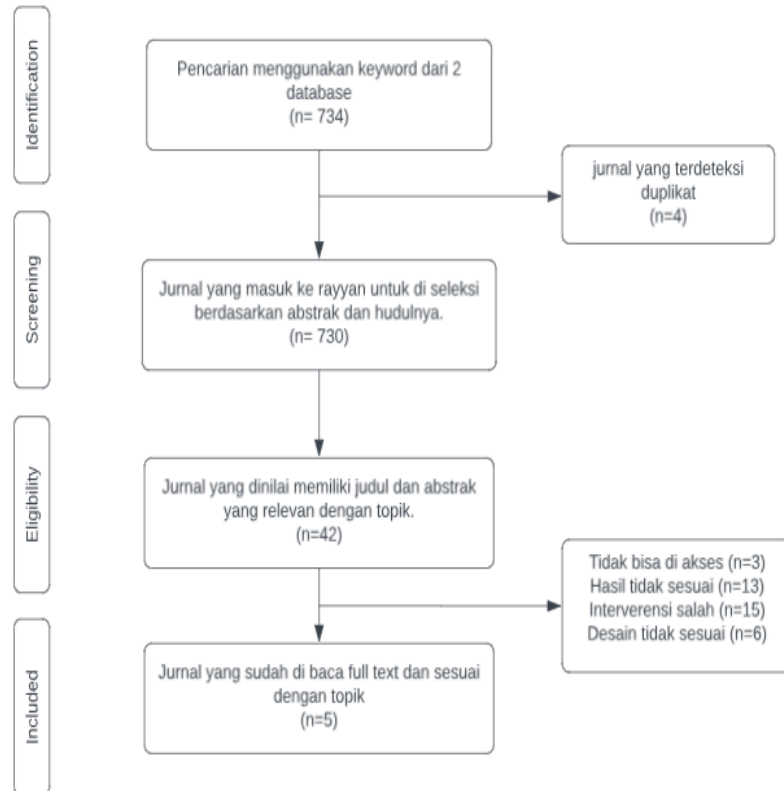 Identification
Pencarian menggunakan keyword dari 2
database
(n= 734)
jurnal yang terdeteksi
duplikat
(n=4)
Screening
Jurnal yang masuk ke rayyan untuk di seleksi
berdasarkan abstrak dan hudulnya.
(n= 730)
Eligibility
Jurnal yang dinilai memiliki judul dan abstrak
yang relevan dengan topik.
(n=42)
Tidak bisa di akses (n=3)
Hasil tidak sesuai (n=13)
Interverensi salah (n=15)
Desain tidak sesuai (n=6)
Included
Jurnal yang sudah di baca full text dan sesuai
dengan topik
(n=5)